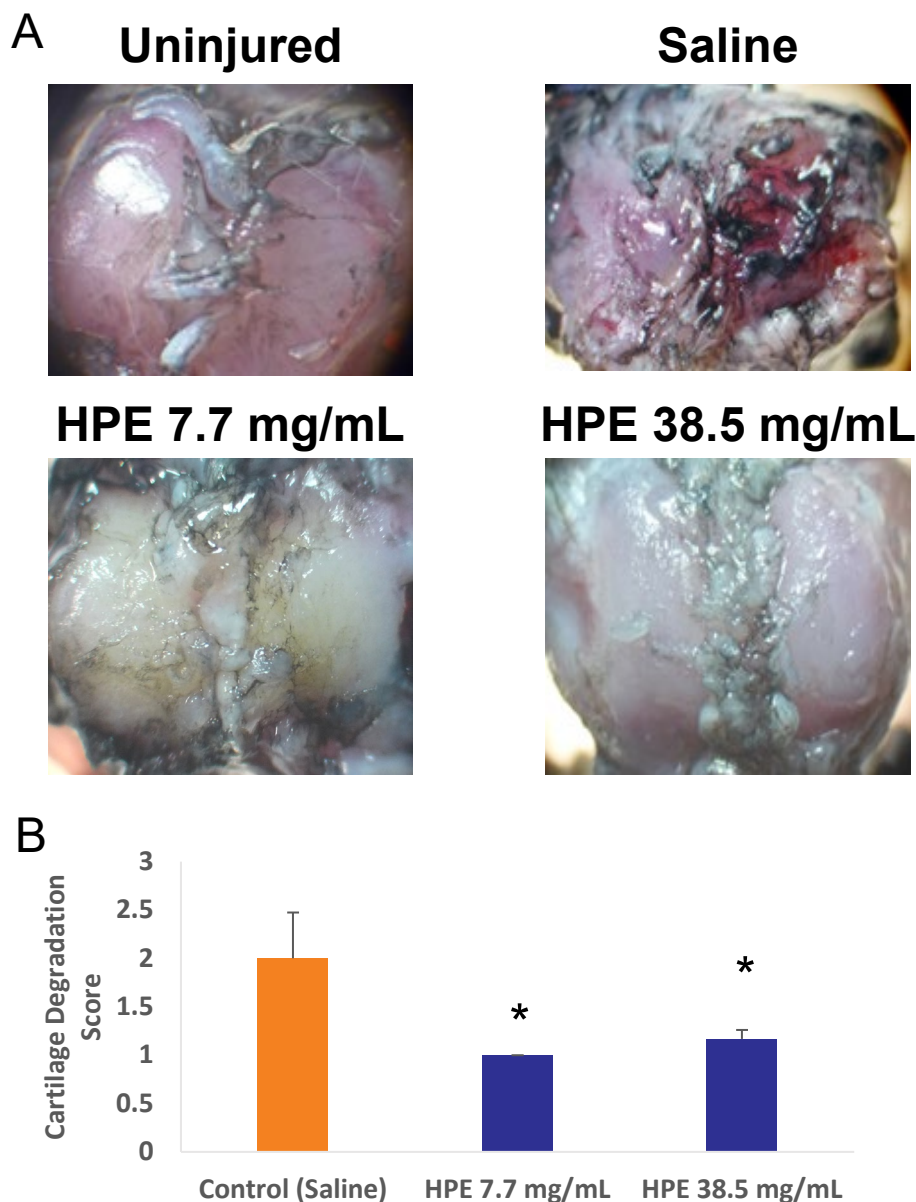 A
Uninjured
Saline
HPE 7.7 mg/mL
HPE 38.5 mg/mL
B
Cartilage Degradation
Score
3
2.5
2
1.5
1
0.5
0
*
*
Control (Saline)
HPE 7.7 mg/mL
HPE 38.5 mg/mL